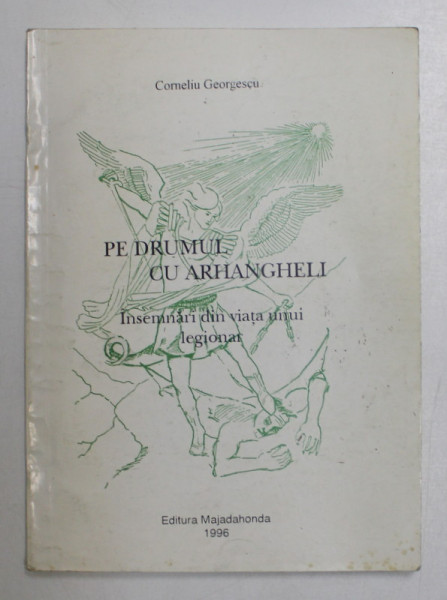 Corneliu Georgescu
PE DRUMUL
CU ARHANGHELI
Însemnări din viața unui
legionar
Editura Majadahonda
1996